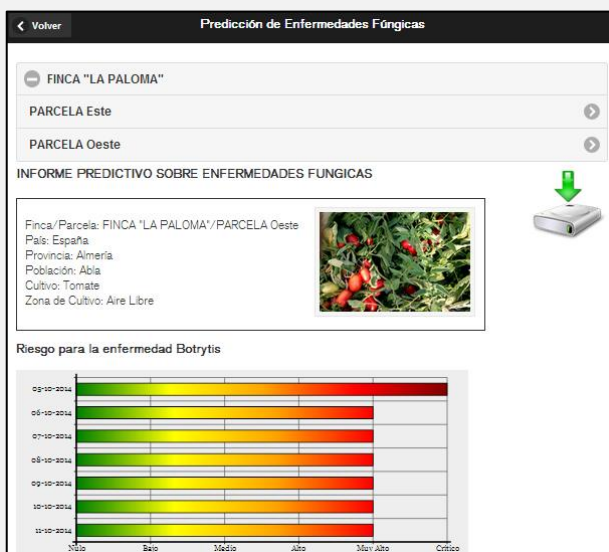 Volver
Predicción de Enfermedades Fúngicas
FINCA "LA PALOMA"
PARCELA Este
PARCELA Oeste
INFORME PREDICTIVO SOBRE ENFERMEDADES FUNGICAS
Finca/Parcela: FINCA "LA PALOMA"/PARCELA Oeste
País: España
Provincia: Almería
Población: Abla
Cultivo: Tomate
Zona de Cultivo: Aire Libre
Riesgo para la enfermedad Botrytis
05-10-2014
06-10-2014
07-10-2014
08-10-2014
09-10-2014
10-10-2014
11-10-2014
Nulo Bajo Medio Alto Muy Alto Crítico